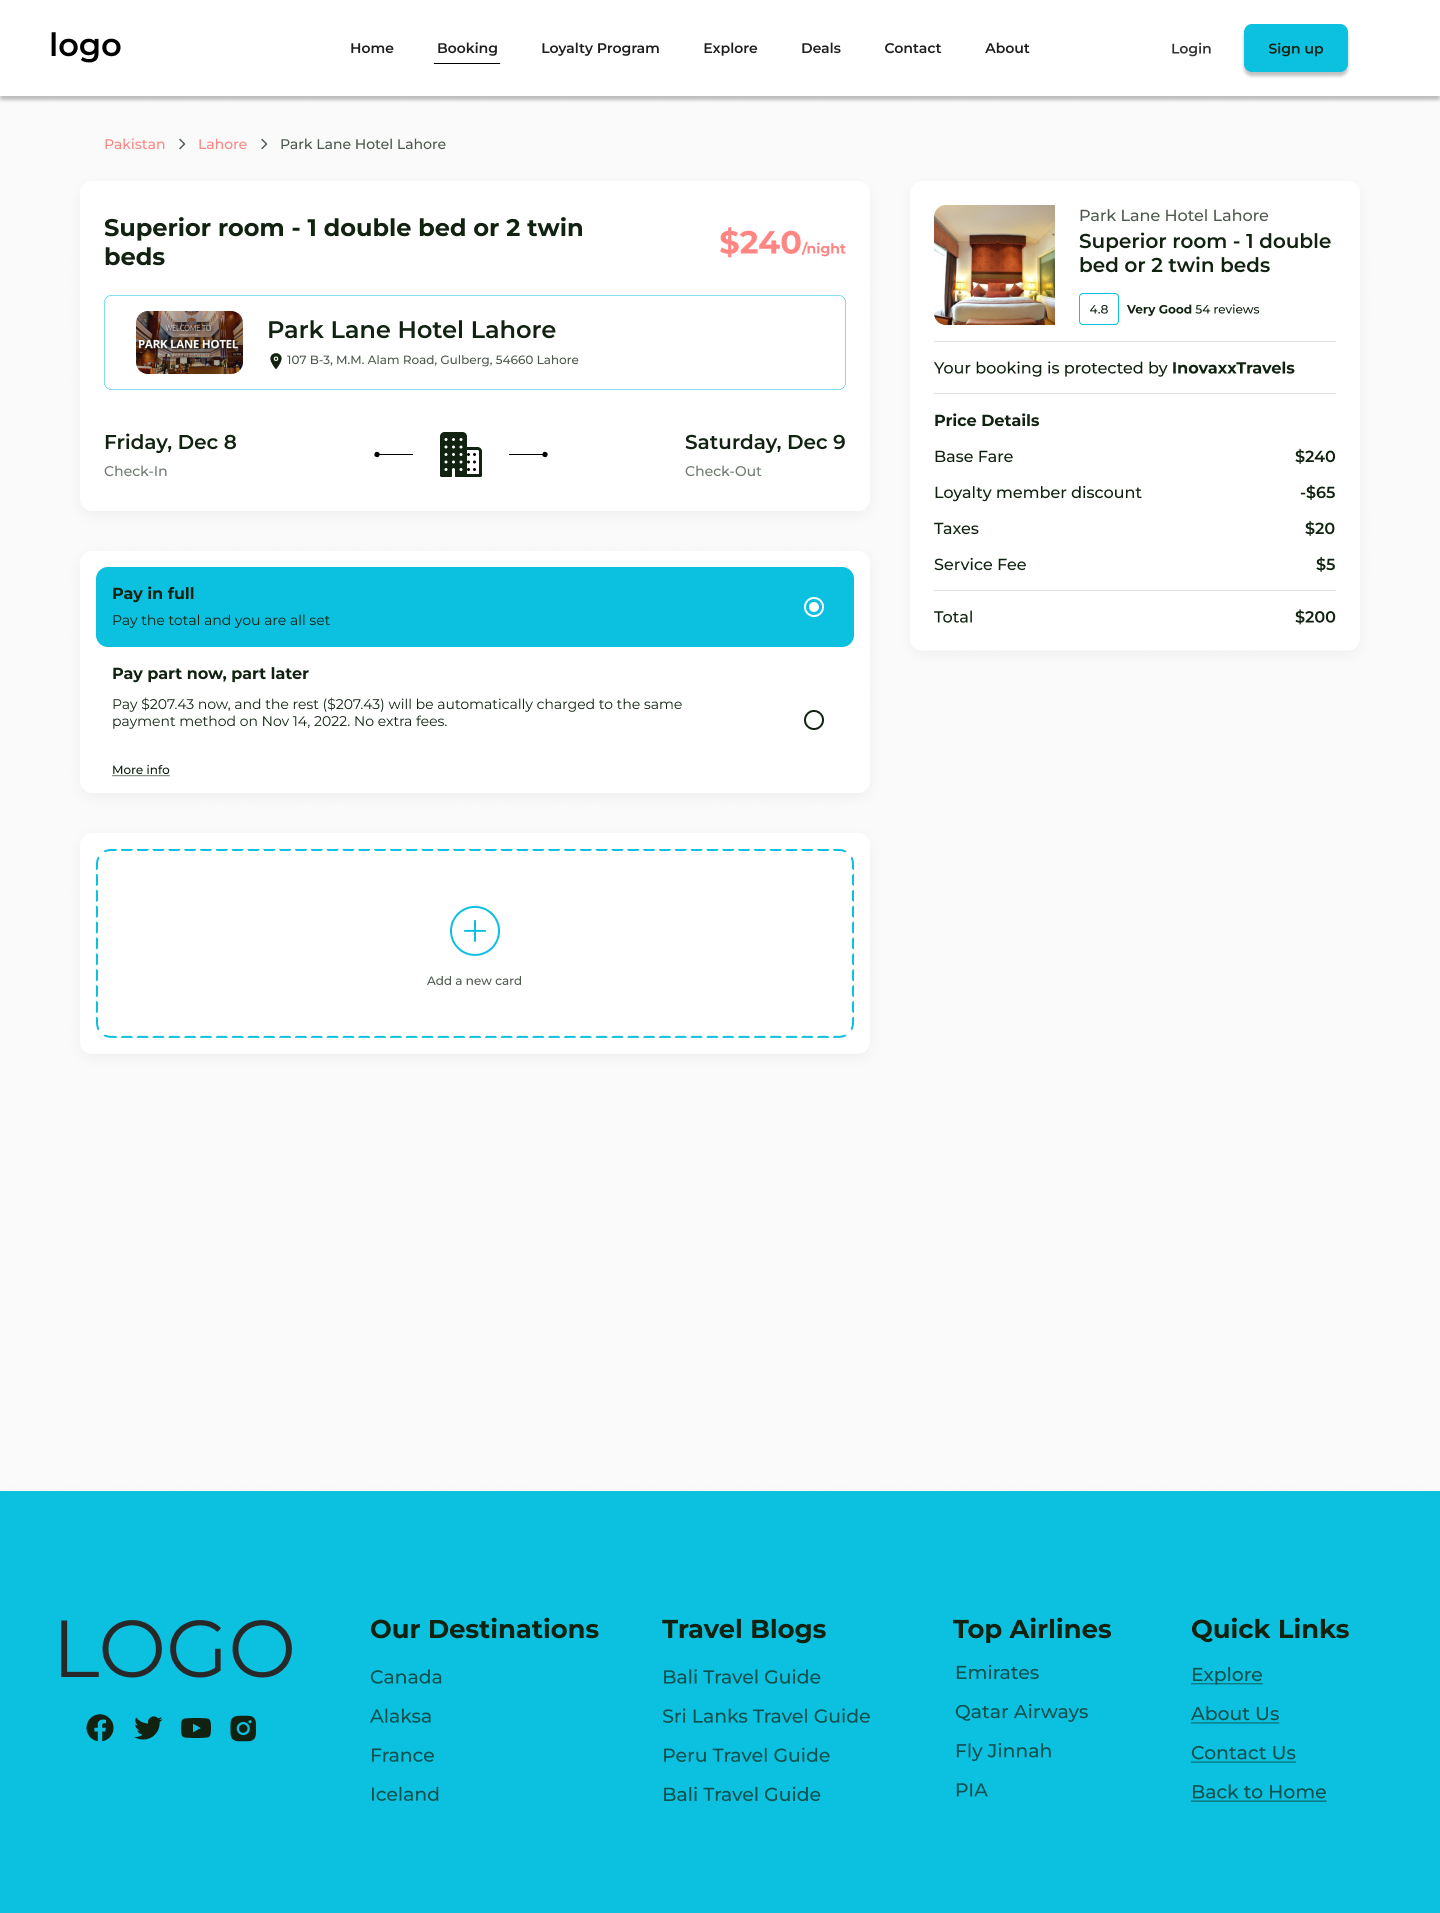 logo
Home
Booking
Loyalty Program
Explore
Deals
Contact
About
Login
Sign up
Pakistan
Lahore
Park Lane Hotel Lahore
Superior room - 1 double bed or 2 twin
beds
$240/night
WELCOME TO
PARK LANE HOTEL
Park Lane Hotel Lahore
107 B-3, M.M. Alam Road, Gulberg, 54660 Lahore
Friday, Dec 8
Check-In
Saturday, Dec 9
Check-Out
Pay in full
Pay the total and you are all set
Pay part now, part later
Pay $207.43 now, and the rest ($207.43) will be automatically charged to the same
payment method on Nov 14, 2022. No extra fees.
More info
Add a new card
Park Lane Hotel Lahore
Superior room - 1 double
bed or 2 twin beds
4.8
Very Good 54 reviews
Your booking is protected by InovaxxTravels
Price Details
Base Fare
$240
Loyalty member discount
-$65
Taxes
$20
Service Fee
$5
Total
$200
LOGO
Our Destinations
Canada
Alaksa
France
Iceland
Travel Blogs
Bali Travel Guide
Sri Lanks Travel Guide
Peru Travel Guide
Bali Travel Guide
Top Airlines
Emirates
Qatar Airways
Fly Jinnah
PIA
Quick Links
Explore
About Us
Contact Us
Back to Home